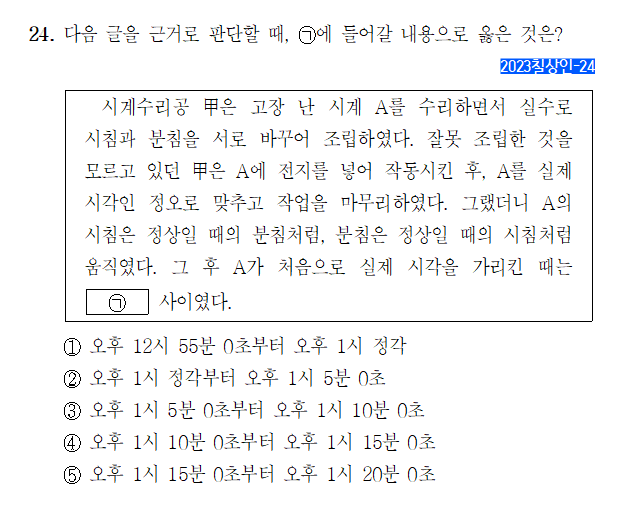 24. 다음 글을 근거로 판단할 때, ㉠에 들어갈 내용으로 옳은 것은?
2023칠상인-24
시계수리공 甲은 고장 난 시계 A를 수리하면서 실수로
시침과 분침을 서로 바꾸어 조립하였다. 잘못 조립한 것을
모르고 있던 甲은 A에 전지를 넣어 작동시킨 후, A를 실제
시각인 정오로 맞추고 작업을 마무리하였다. 그랬더니 A의
시침은 정상일 때의 분침처럼, 분침은 정상일 때의 시침처럼
움직였다. 그 후 A가 처음으로 실제 시각을 가리킨 때는
㉠ 사이였다.
① 오후 12시 55분 0초부터 오후 1시 정각
② 오후 1시 정각부터 오후 1시 5분 0초
③ 오후 1시 5분 0초부터 오후 1시 10분 0초
④ 오후 1시 10분 0초부터 오후 1시 15분 0초
⑤ 오후 1시 15분 0초부터 오후 1시 20분 0초